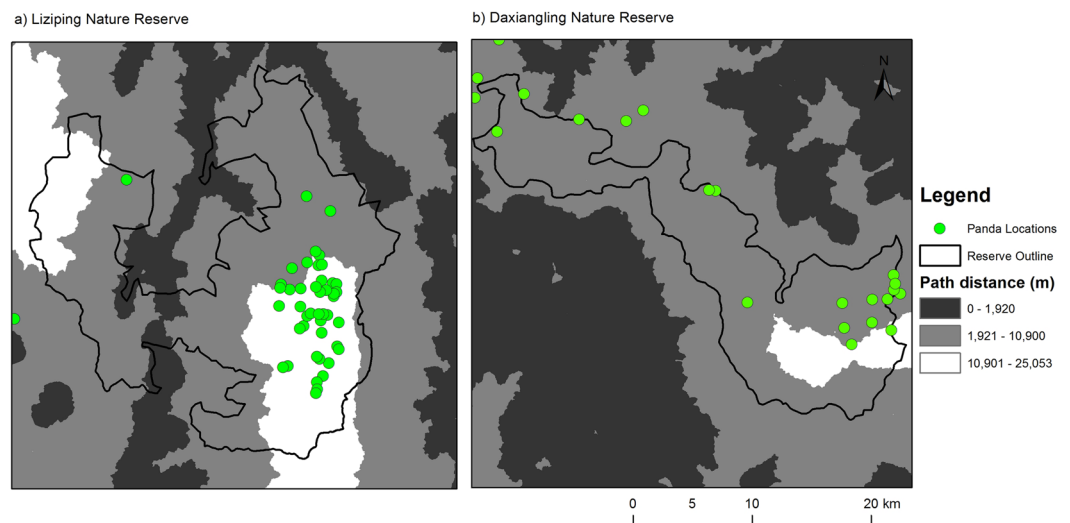 a) Liziping Nature Reserve
b) Daxiangling Nature Reserve
N
Legend
Panda Locations
Reserve Outline
Path distance (m)
0 - 1,920
1,921 - 10,900
10,901 - 25,053
0 5 10 20 km